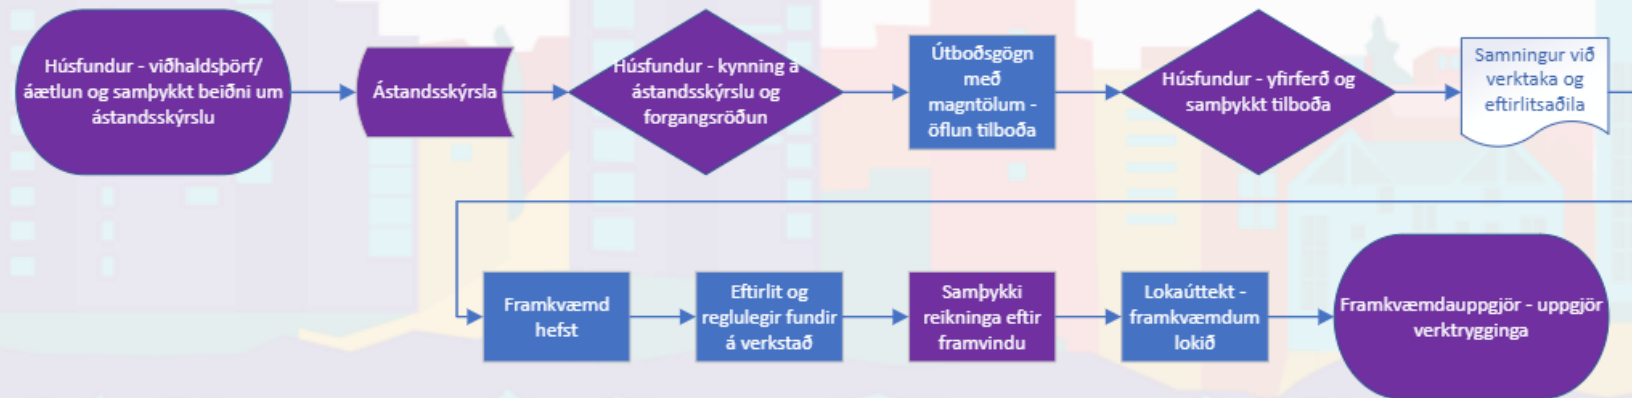 Húsfundur - viðhaldsþörf/
áætlun og samþykkt beiðni um
ástandsskýrslu
Ástandsskýrsla
Húsfundur - kynning á
ástandsskýrslu og
forgangsröðun
Útboðsgögn
með
magntölum -
öflun tilboða
Húsfundur - yfirferð og
samþykkt tilboða
Samningur við
verktaka og
eftirlitsaðila
Framkvæmd
hefst
Eftirlit og
reglulegir fundir
á verkstað
Samþykki
reikninga eftir
framvindu
Lokaúttekt -
framkvæmdum
lokið
Framkvæmdauppgjör - uppgjör
verktrygginga